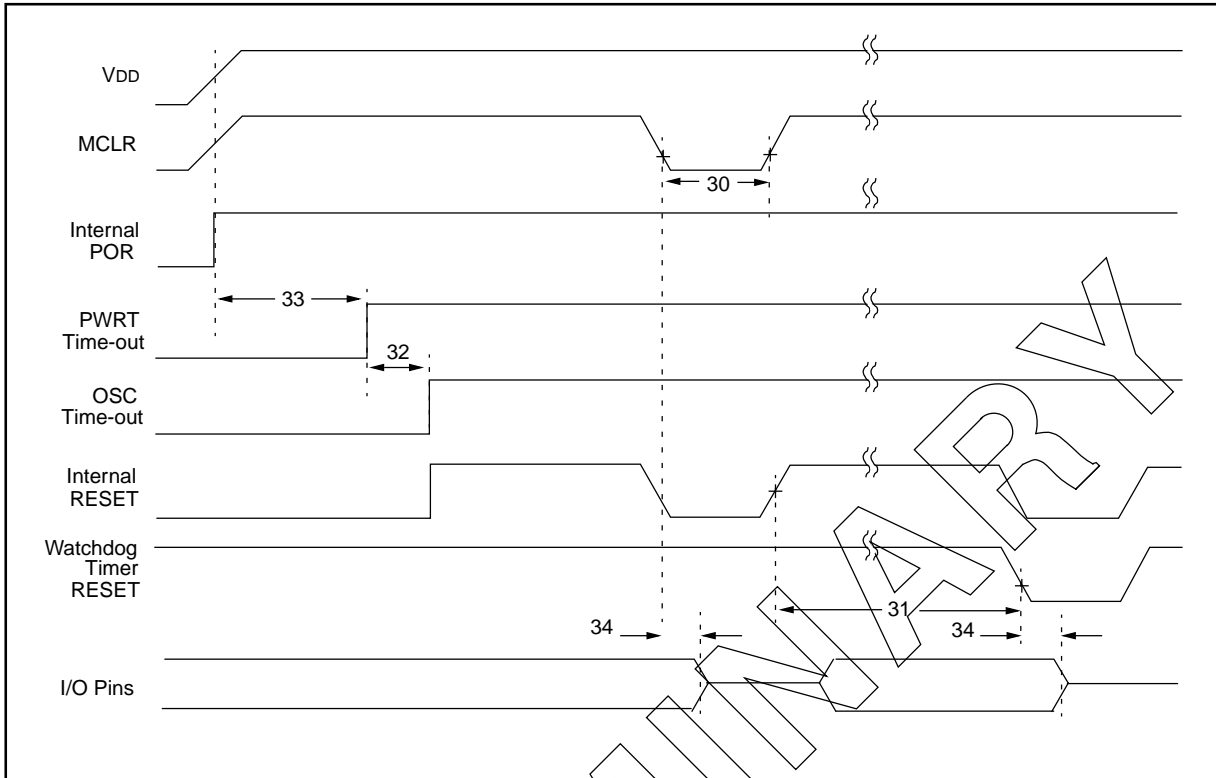 VDD
MCLR
30
Internal
POR
33
PWRT
Time-out
32
OSC
Time-out
Internal
RESET
Watchdog
Timer
RESET
31
34
34
I/O Pins
INARY